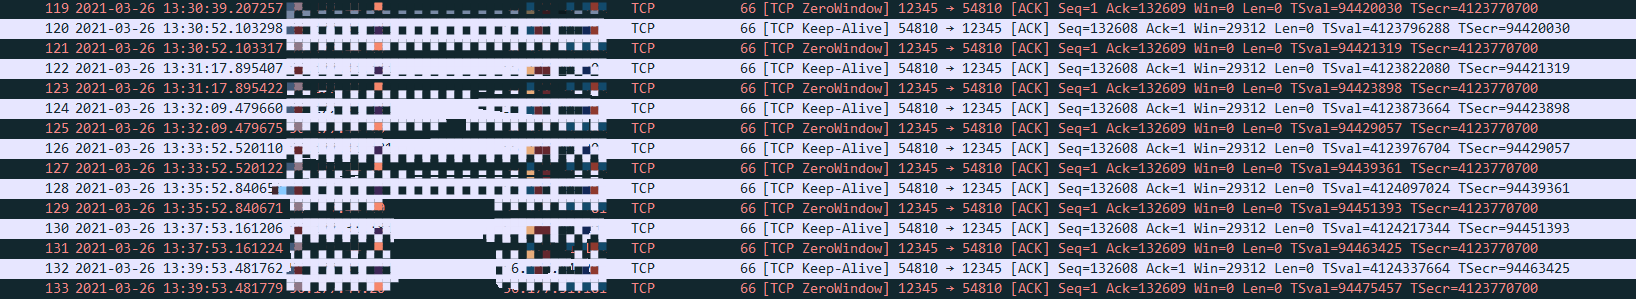 119 2021-03-26 13:30:39.207257 TCP 66 [TCP ZeroWindow] 12345 → 54810 [ACK] Seq=1 Ack=132609 Win=0 Len=0 TSval=94420030 TSecr=4123770700
120 2021-03-26 13:30:52.103298 TCP 66 [TCP Keep-Alive] 54810 → 12345 [ACK] Seq=132608 Ack=1 Win=29312 Len=0 TSval=4123796288 TSecr=94420030
121 2021-03-26 13:30:52.103317 TCP 66 [TCP ZeroWindow] 12345 → 54810 [ACK] Seq=1 Ack=132609 Win=0 Len=0 TSval=94421319 TSecr=4123770700
122 2021-03-26 13:31:17.895407 TCP 66 [TCP Keep-Alive] 54810 → 12345 [ACK] Seq=132608 Ack=1 Win=29312 Len=0 TSval=4123822080 TSecr=94421319
123 2021-03-26 13:31:17.895422 TCP 66 [TCP ZeroWindow] 12345 → 54810 [ACK] Seq=1 Ack=132609 Win=0 Len=0 TSval=94423898 TSecr=4123770700
124 2021-03-26 13:32:09.479660 TCP 66 [TCP Keep-Alive] 54810 → 12345 [ACK] Seq=132608 Ack=1 Win=29312 Len=0 TSval=4123873664 TSecr=94423898
125 2021-03-26 13:32:09.479675 TCP 66 [TCP ZeroWindow] 12345 → 54810 [ACK] Seq=1 Ack=132609 Win=0 Len=0 TSval=94429057 TSecr=4123770700
126 2021-03-26 13:33:52.520110 TCP 66 [TCP Keep-Alive] 54810 → 12345 [ACK] Seq=132608 Ack=1 Win=29312 Len=0 TSval=4123976704 TSecr=94429057
127 2021-03-26 13:33:52.520122 TCP 66 [TCP ZeroWindow] 12345 → 54810 [ACK] Seq=1 Ack=132609 Win=0 Len=0 TSval=94439361 TSecr=4123770700
128 2021-03-26 TCP 66 [TCP Keep-Alive] 54810 → 12345 [ACK] Seq=132608 Ack=1 Win=29312 Len=0 TSval=4124097024 TSecr=94439361
129 2021-03-26 13:35:52.840671 TCP 66 [TCP ZeroWindow] 12345 → 54810 [ACK] Seq=1 Ack=132609 Win=0 Len=0 TSval=94451393 TSecr=4123770700
130 2021-03-26 13:37:53.161206 TCP 66 [TCP Keep-Alive] 54810 → 12345 [ACK] Seq=132608 Ack=1 Win=29312 Len=0 TSval=4124217344 TSecr=94451393
131 2021-03-26 13:37:53.161224 TCP 66 [TCP ZeroWindow] 12345 → 54810 [ACK] Seq=1 Ack=132609 Win=0 Len=0 TSval=94463425 TSecr=4123770700
132 2021-03-26 13:39:53.481762 TCP 66 [TCP Keep-Alive] 54810 → 12345 [ACK] Seq=132608 Ack=1 Win=29312 Len=0 TSval=4124337664 TSecr=94463425
133 2021-03-26 13:39:53.481779 TCP 66 [TCP ZeroWindow] 12345 → 54810 [ACK] Seq=1 Ack=132609 Win=0 Len=0 TSval=94475457 TSecr=4123770700